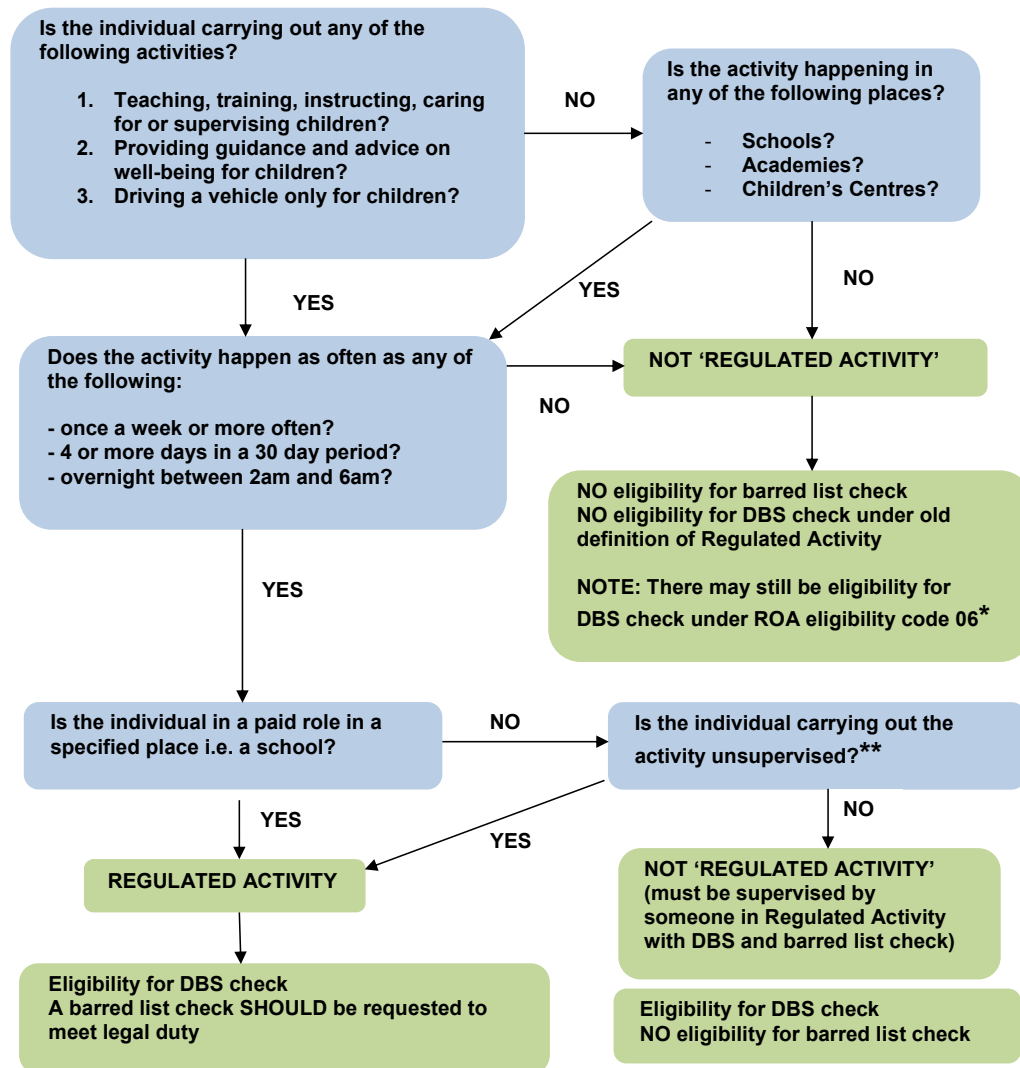 Is the individual carrying out any of the
following activities?
1. Teaching, training, instructing, caring
for or supervising children?
2. Providing guidance and advice on
well-being for children?
3. Driving a vehicle only for children?
NO
Is the activity happening in
any of the following places?
- Schools?
- Academies?
- Children’s Centres?
YES
YES
NO
Does the activity happen as often as any of
the following:
- once a week or more often?
- 4 or more days in a 30 day period?
- overnight between 2am and 6am?
NO
NOT ‘REGULATED ACTIVITY’
NO eligibility for barred list check
NO eligibility for DBS check under old
definition of Regulated Activity
NOTE: There may still be eligibility for
DBS check under ROA eligibility code 06*
YES
Is the individual in a paid role in a
specified place i.e. a school?
NO
Is the individual carrying out the
activity unsupervised?**
YES
YES
NO
REGULATED ACTIVITY
NOT ‘REGULATED ACTIVITY’
(must be supervised by
someone in Regulated Activity
with DBS and barred list check)
Eligibility for DBS check
A barred list check SHOULD be requested to
meet legal duty
Eligibility for DBS check
NO eligibility for barred list check